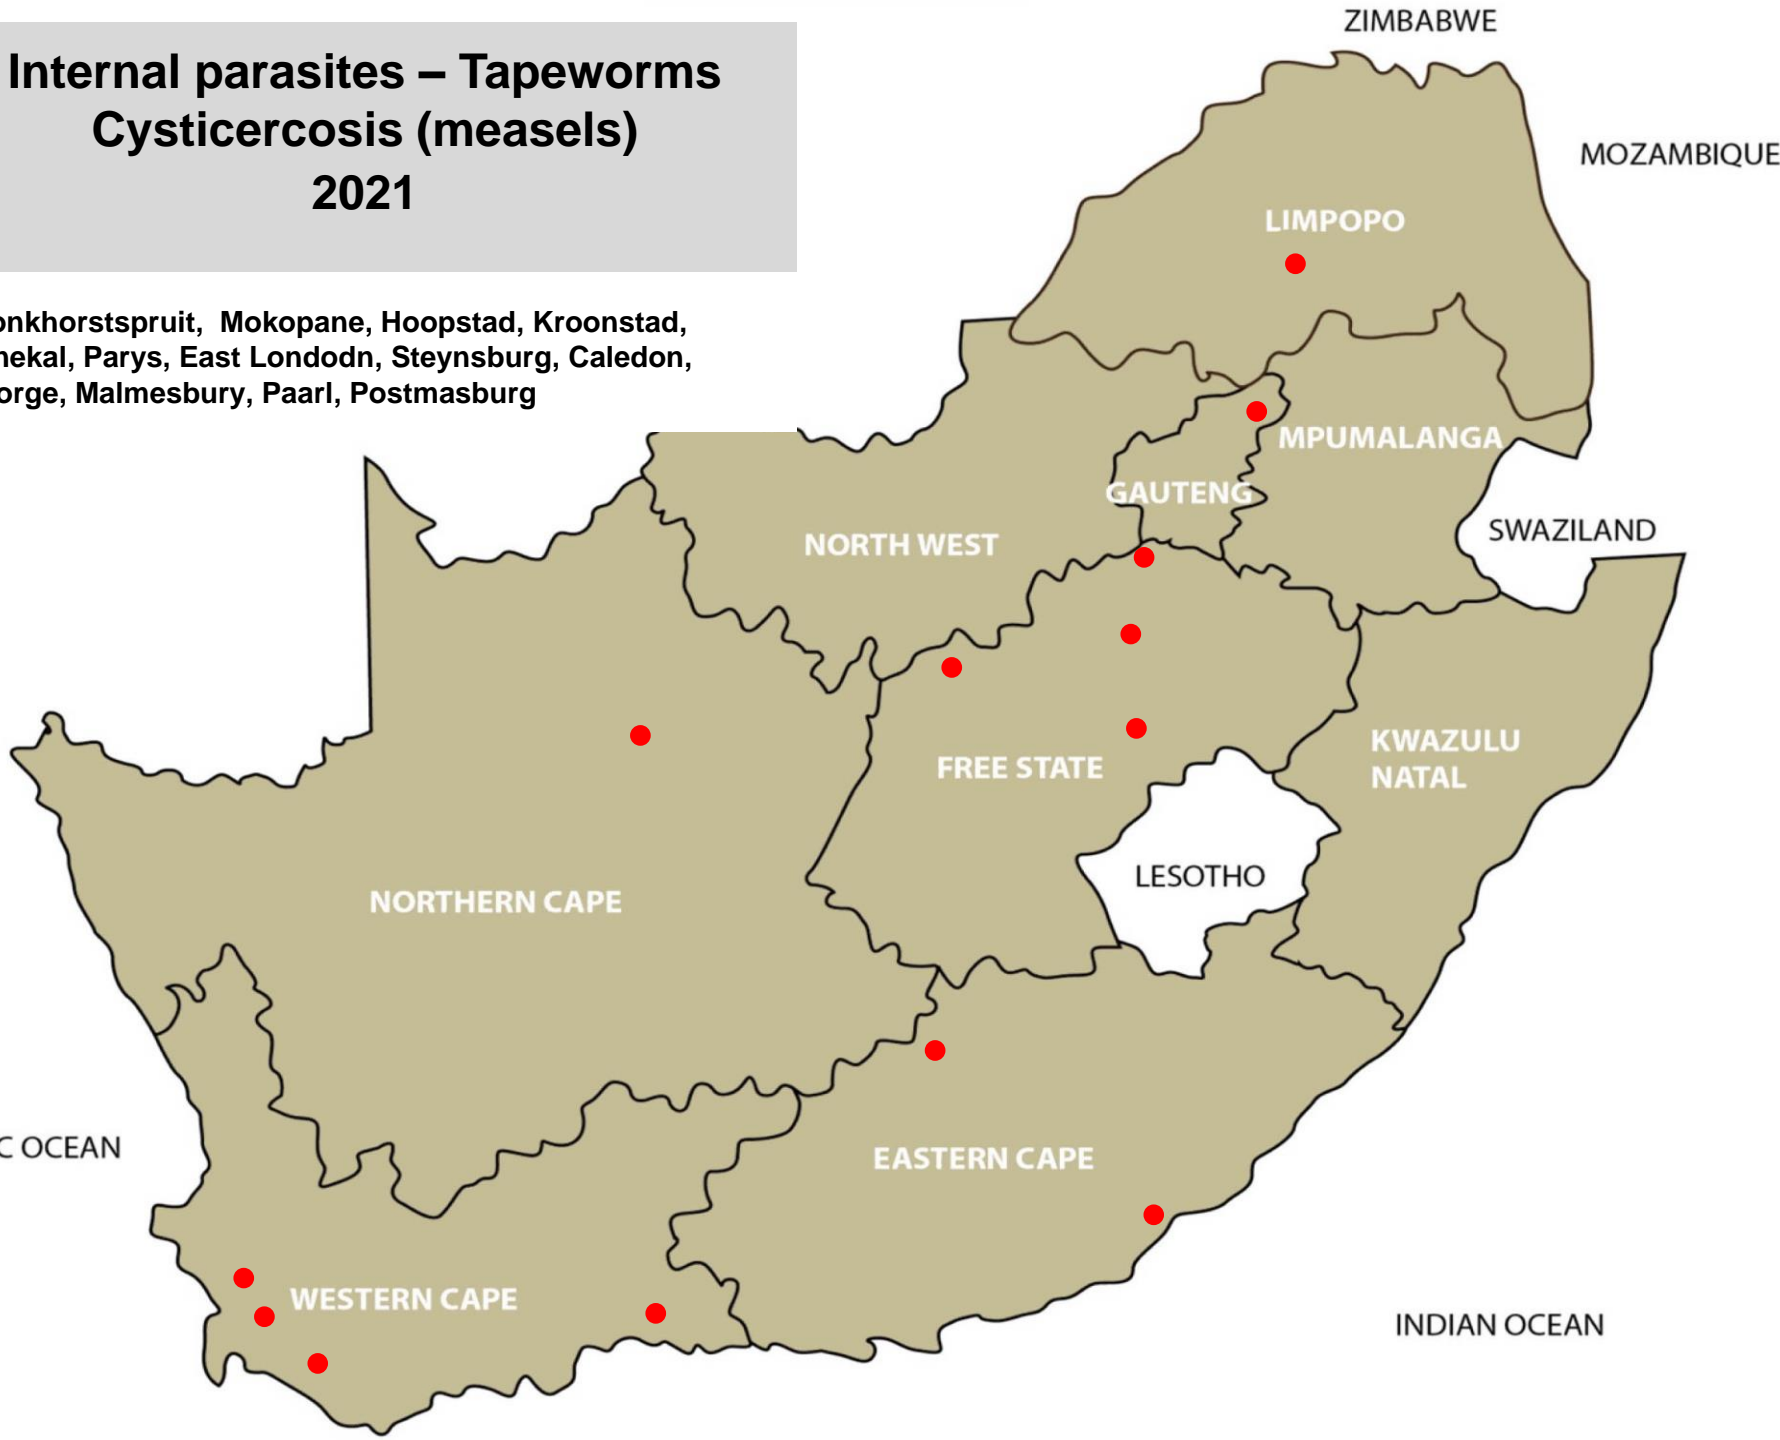 ZIMBABWE
Internal parasites – Tapeworms
Cysticercosis (measels)
2021
MOZAMBIQUE
LIMPOPO
onkhorstspruit, Mokopane, Hoopstad, Kroonstad,
nekal, Parys, East Londodn, Steynsburg, Caledon,
orge, Malmesbury, Paarl, Postmasburg
MPUMALANGA
GAUTENG
SWAZILAND
NORTH WEST
KWAZULU
NATAL
FREE STATE
LESOTHO
NORTHERN CAPE
C OCEAN
EASTERN CAPE
WESTERN CAPE
INDIAN OCEAN